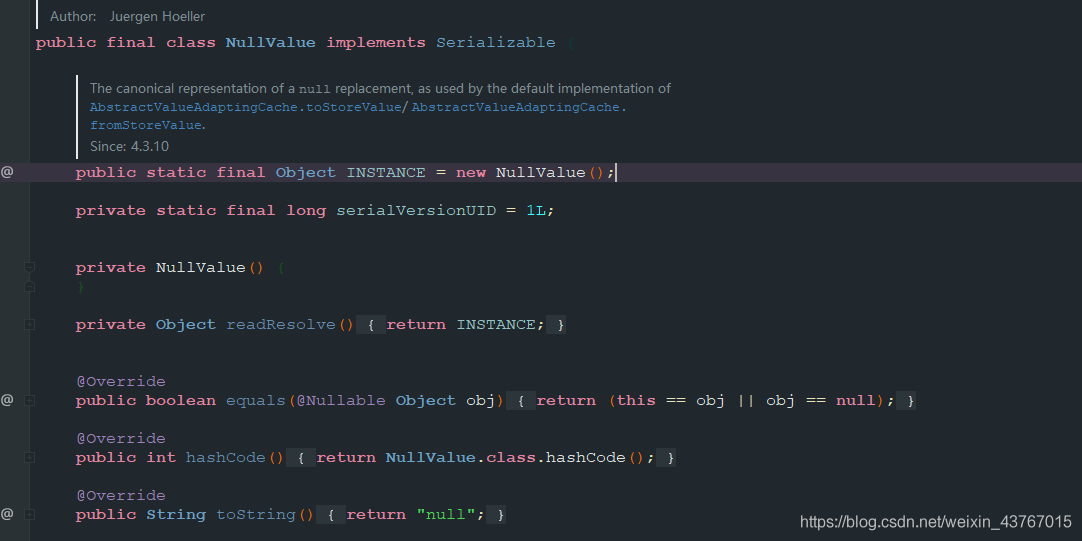 Author: Juergen Hoeller
public final class NullValue implements Serializable {
The canonical representation of a null replacement, as used by the default implementation of
AbstractValueAdaptingCache.toStoreValue/ AbstractValueAdaptingCache.
fromStoreValue.
Since: 4.3.10
@ public static final Object INSTANCE = new NullValue();
private static final long serialVersionUID = 1L;
private NullValue() {
}
private Object readResolve() { return INSTANCE; }
@Override
@ public boolean equals(@Nullable Object obj) { return (this == obj || obj == null); }
@Override
public int hashCode() { return NullValue.class.hashCode(); }
@Override
@ public String toString() { return "null"; }
https://blog.csdn.net/weixin_43767015